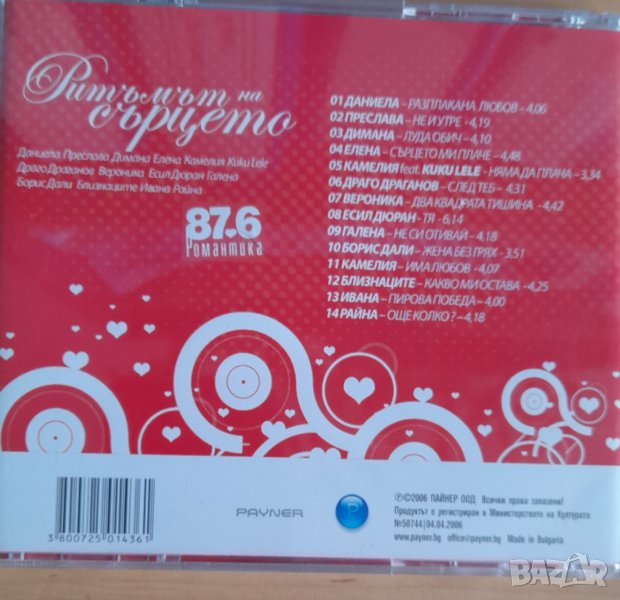 Ритъмът на
сърцето
Даниела Преслава Димана Елена Камелия Kuku Lele
Драго Драганов Вероника Есил Дюран Галена
Борис Дали Близнаците Ивана Райна
87.6
Романтика
01 ДАНИЕЛА – РАЗПЛАКАНА ЛЮБОВ – 4,06
02 ПРЕСЛАВА – НЕ И УТРЕ – 4,19
03 ДИМАНА – ЛУДА ОБИЧ – 4,10
04 ЕЛЕНА – СЪРЦЕТО МИ ПЛАЧЕ – 4,48
05 КАМЕЛИЯ feat. KUKU LELE – НЯМА ДА ПЛАЧА – 3,34
06 ДРАГО ДРАГАНОВ – СЛЕД ТЕБ – 4,31
07 ВЕРОНИКА – ДВА КВАДРАТА ТИШИНА - 4,42
08 ЕСИЛ ДЮРАН - ТЯ - 6,14
09 ГАЛЕНА – НЕ СИ ОТИВАЙ – 4,18
10 БОРИС ДАЛИ – ЖЕНА БЕЗ ГРЯХ - 3,51
11 КАМЕЛИЯ – ИМА ЛЮБОВ – 4,07
12 БЛИЗНАЦИТЕ – КАКВО МИ ОСТАВА – 4,25
13 ИВАНА – ПИРОВА ПОБЕДА – 4,00
14 РАЙНА – ОЩЕ КОЛКО? – 4,18
3 800725 014361
PAYNER
P
℗©2006 ПАЙНЕР ООД Всички права запазени!
Продуктът е регистриран в Министерството на Културата
№50744 | 04.04.2006
www.payner.bg office@payner.bg Made in Bulgaria
BAZAR